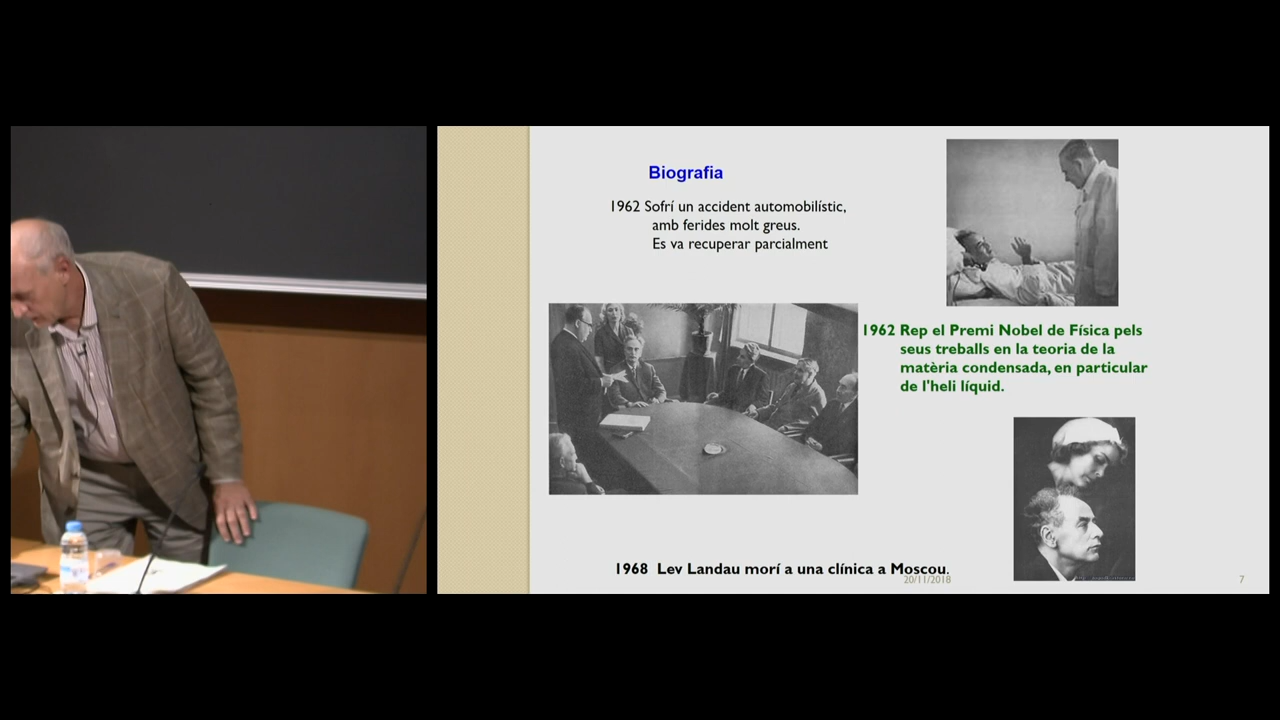 Biografia
1962 Sofrí un accident automobilístic,
amb ferides molt greus.
Es va recuperar parcialment
1962 Rep el Premi Nobel de Física pels
seus treballs en la teoria de la
matèria condensada, en particular
de l'heli líquid.
1968 Lev Landau morí a una clínica a Moscou.
20/11/2018
7